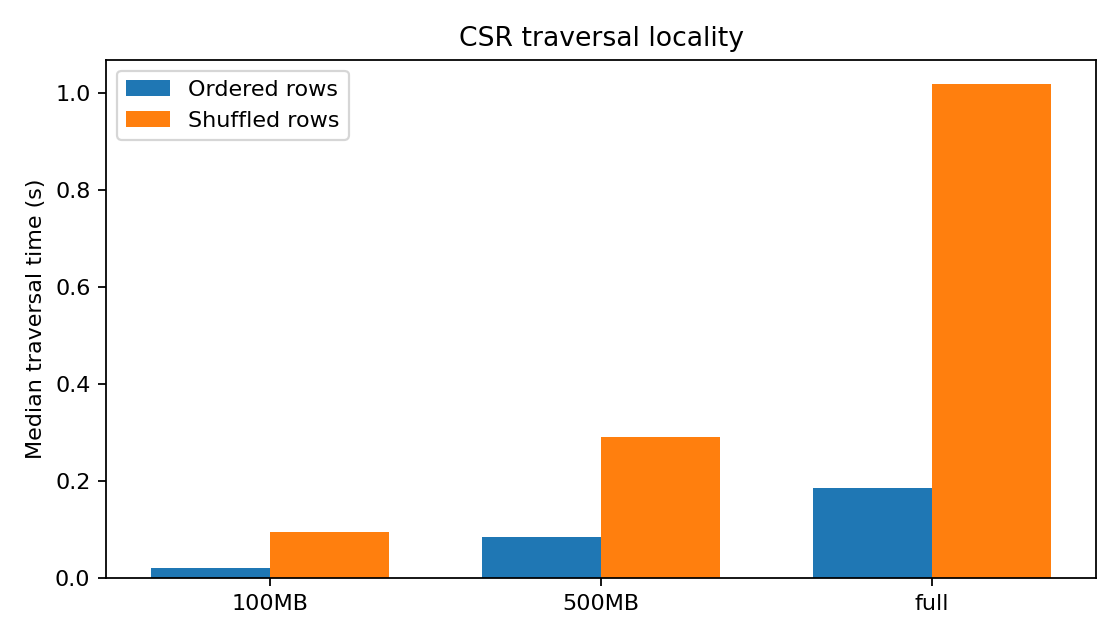 CSR traversal locality
Ordered rows
Shuffled rows
Median traversal time (s)
1.0
0.8
0.6
0.4
0.2
0.0
100MB
500MB
full